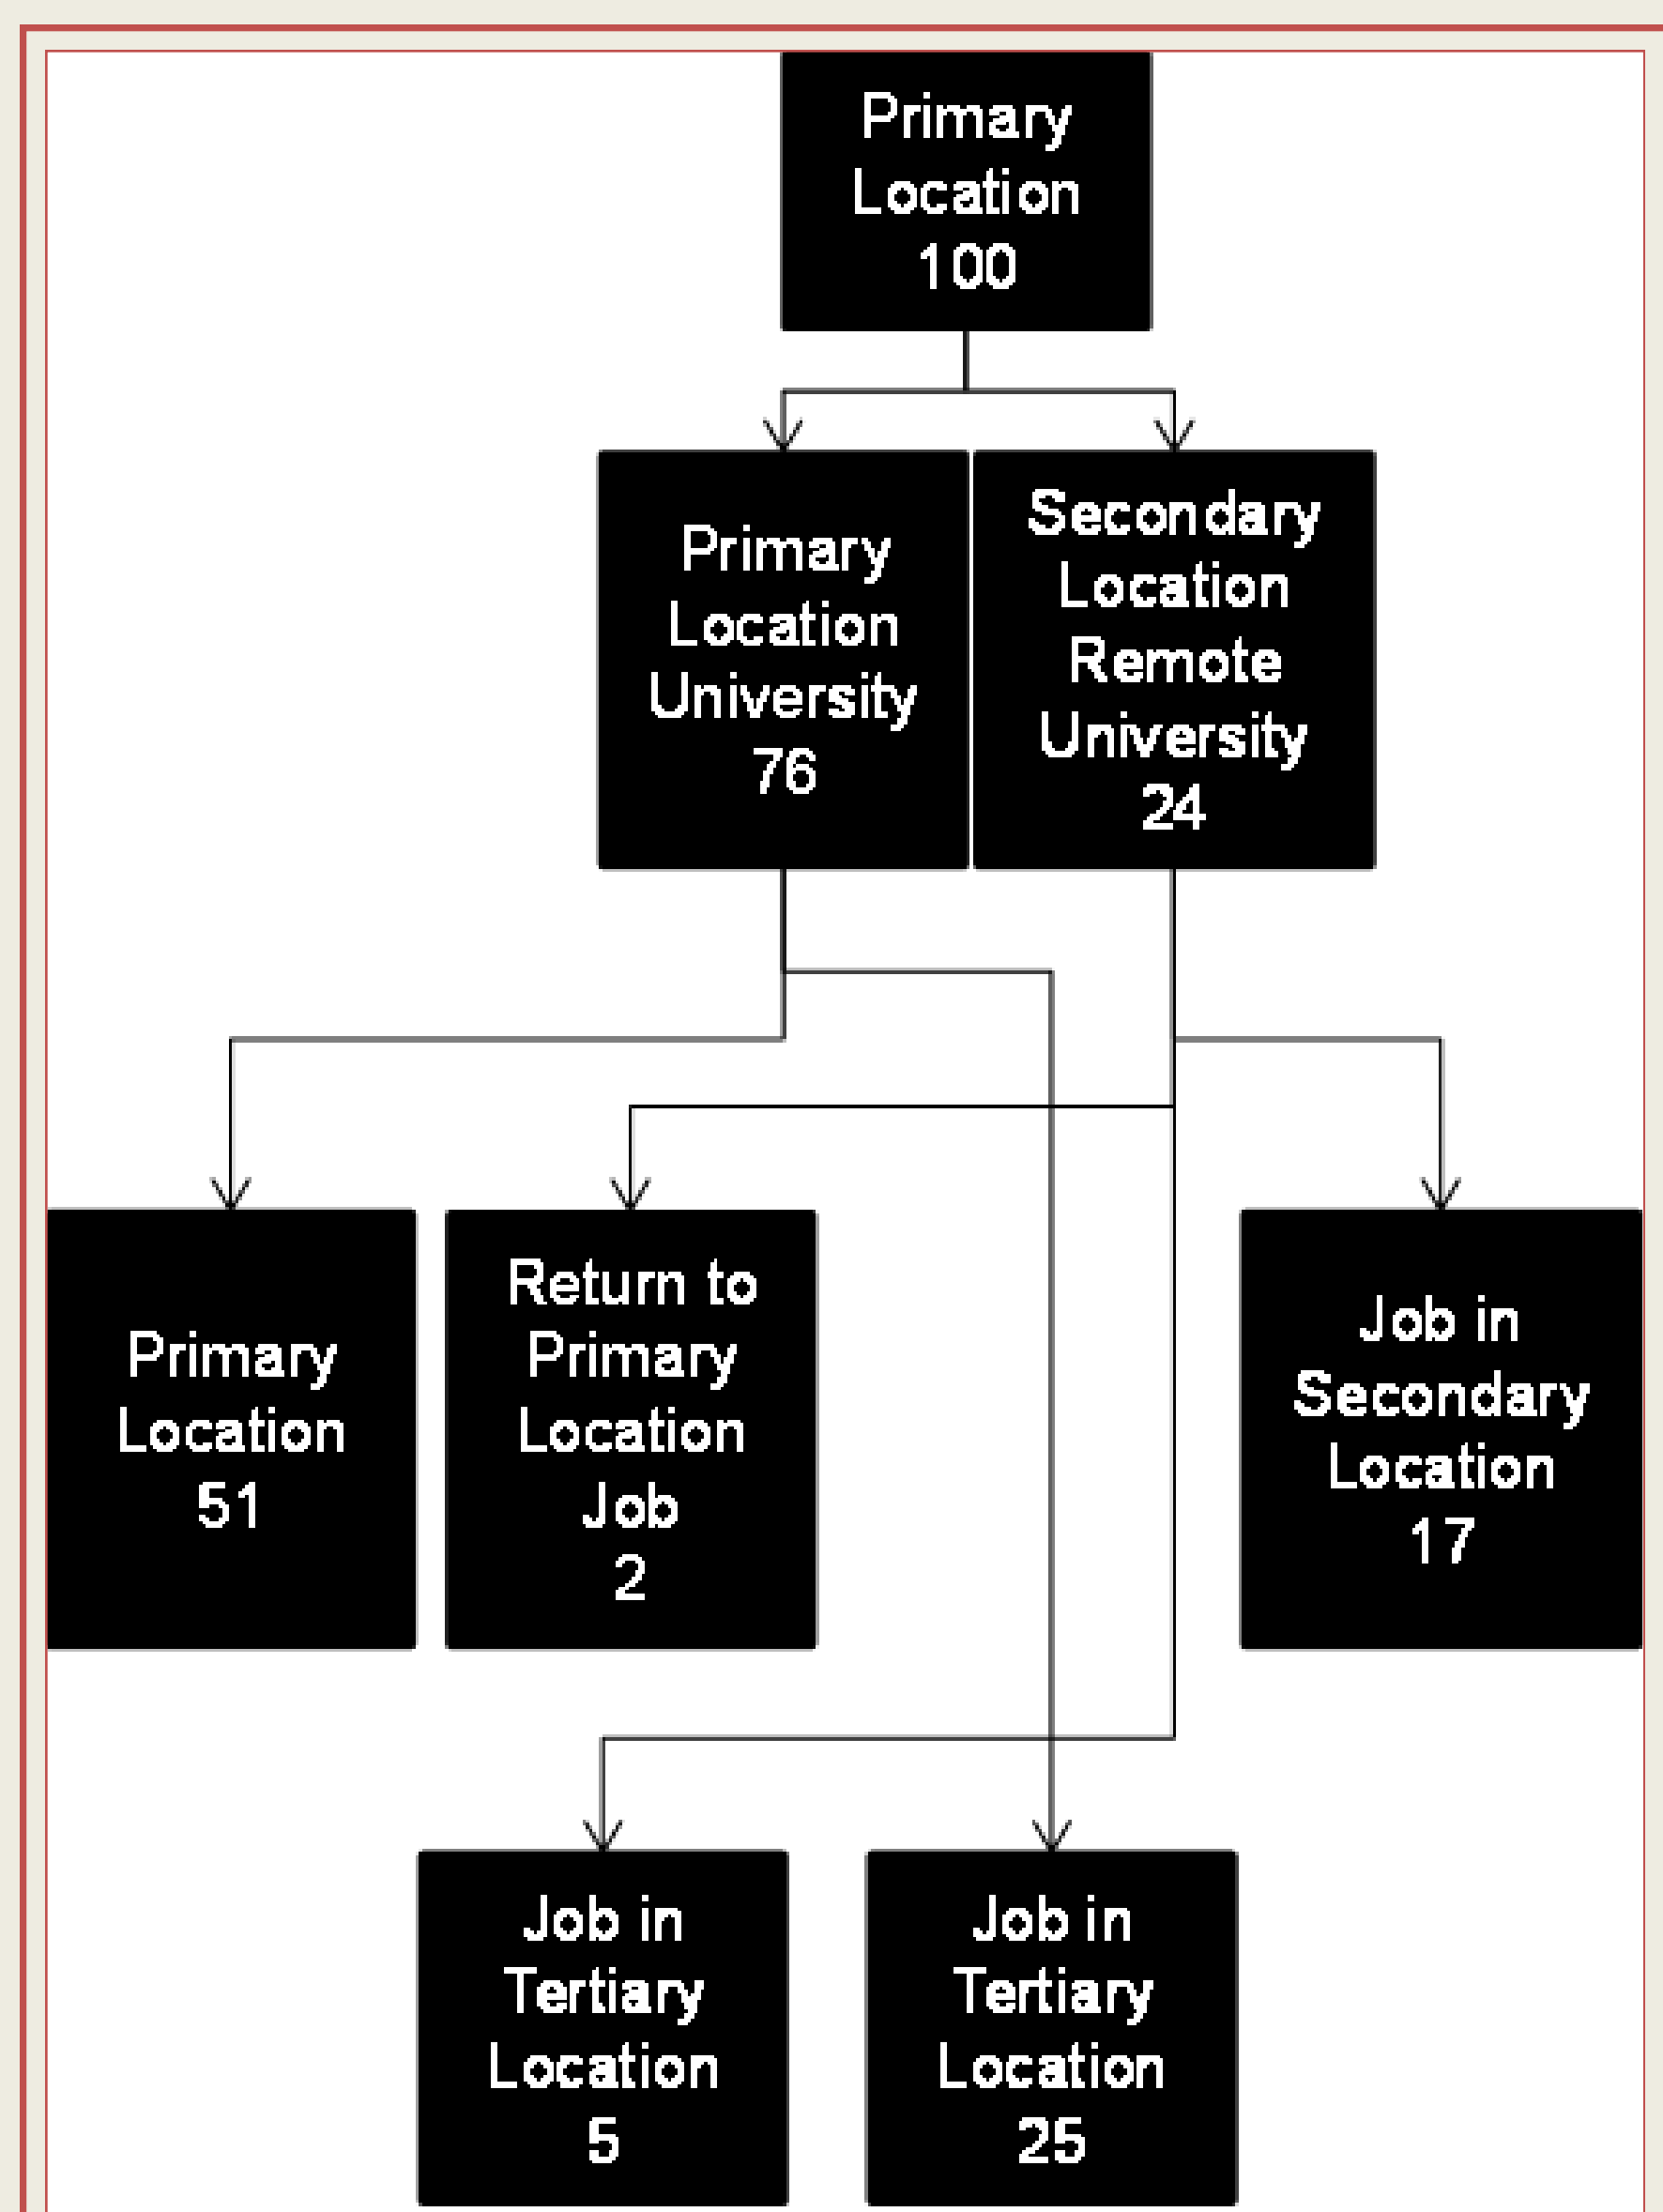 Primary
Location
100
Primary
Location
University
76
Secondary
Location
Remote
University
24
Primary
Location
51
Return to
Primary
Location
Job
2
Job in
Secondary
Location
17
Job in
Tertiary
Location
5
Job in
Tertiary
Location
25